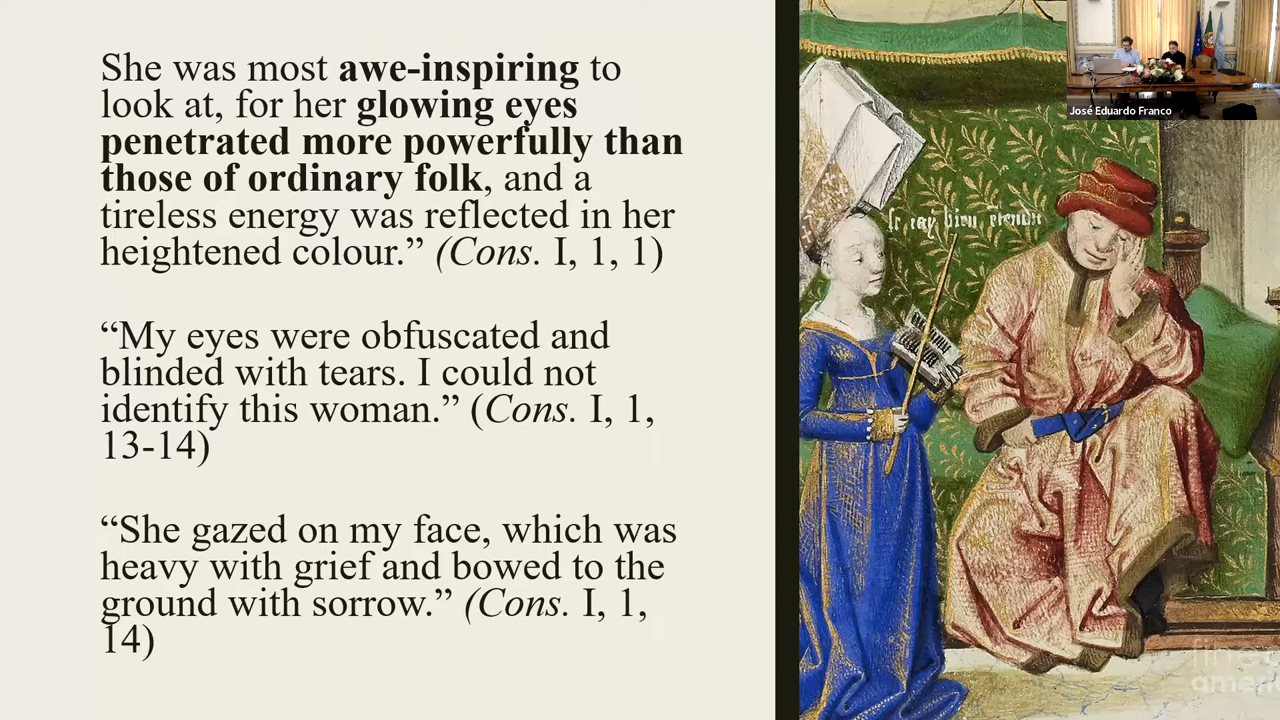 She was most awe-inspiring to
look at, for her glowing eyes
penetrated more powerfully than
those of ordinary folk, and a
tireless energy was reflected in her
heightened colour.” (Cons. I, 1, 1)
“My eyes were obfuscated and
blinded with tears. I could not
identify this woman.” (Cons. I, 1,
13-14)
“She gazed on my face, which was
heavy with grief and bowed to the
ground with sorrow.” (Cons. I, 1,
14)
José Eduardo Franco
bien